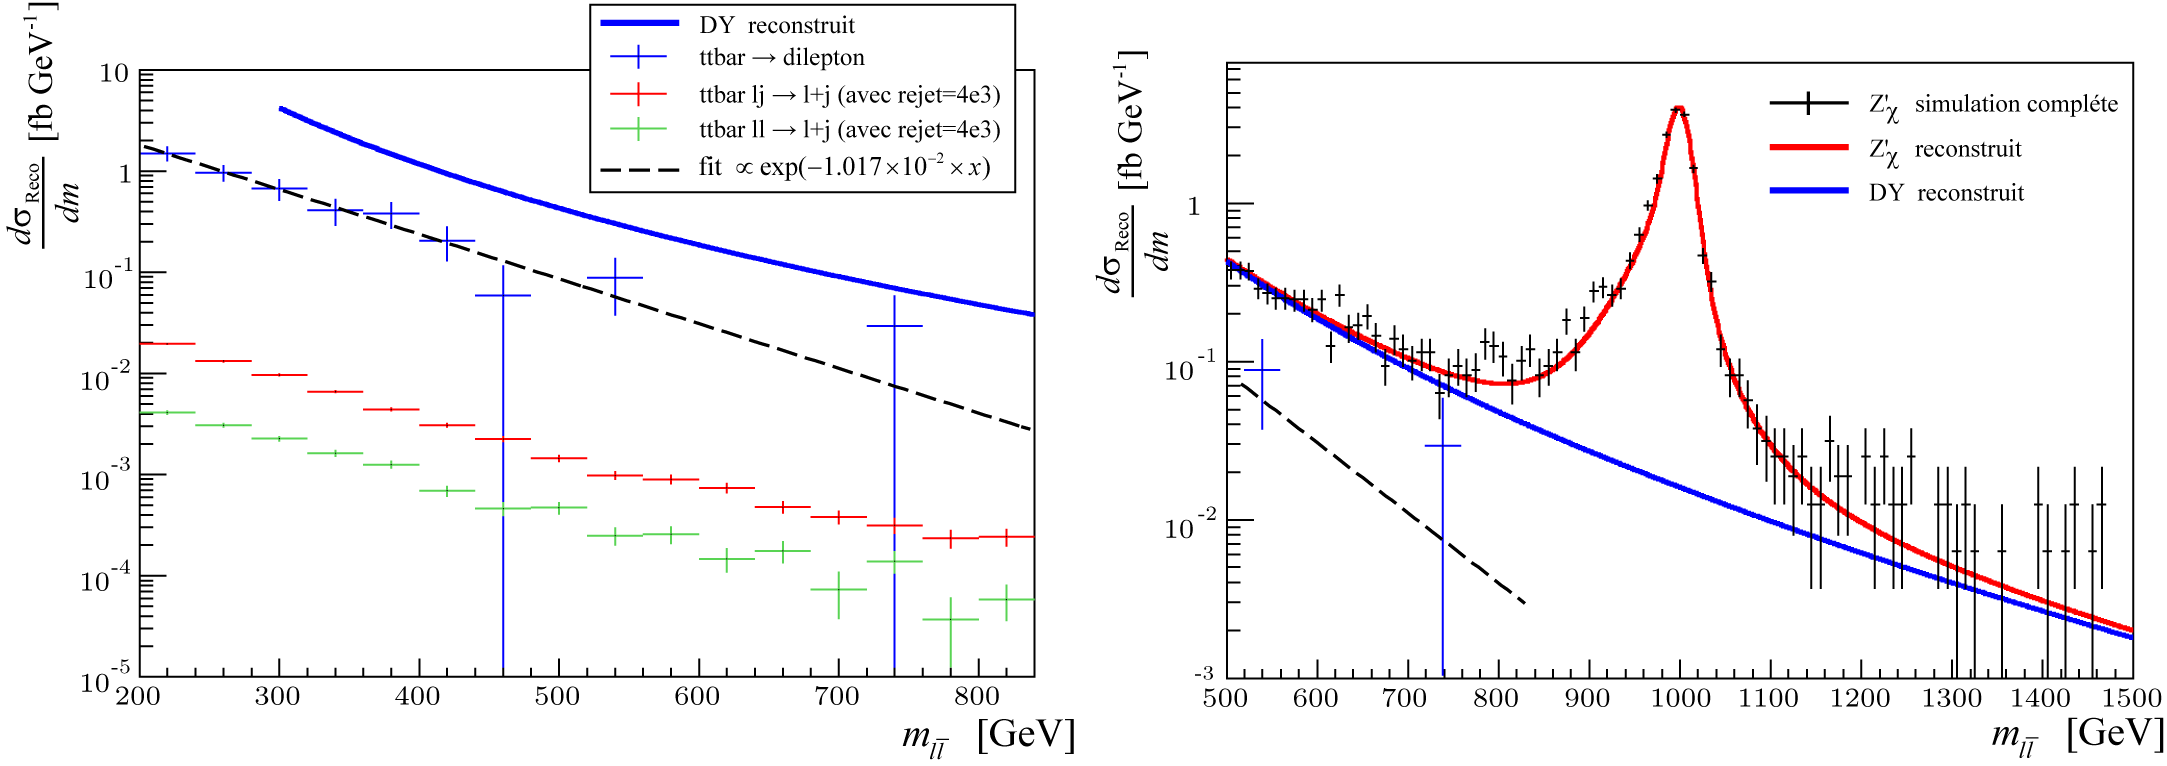 DY reconstruit
ttbar → dilepton
ttbar lj → l+j (avec rejet=4e3)
ttbar ll → l+j (avec rejet=4e3)
fit ∝ exp(−1.017×10⁻² × x)
dσ_Reco/dm [fb GeV⁻¹]
10
1
10⁻¹
10⁻²
10⁻³
10⁻⁴
10⁻⁵
200 300 400 500 600 700 800
m_ll̅ [GeV]
Z'χ simulation compléte
Z'χ reconstruit
DY reconstruit
dσ_Reco/dm [fb GeV⁻¹]
1
10⁻¹
10⁻²
-3
500 600 700 800 900 1000 1100 1200 1300 1400 1500
m_ll̅ [GeV]